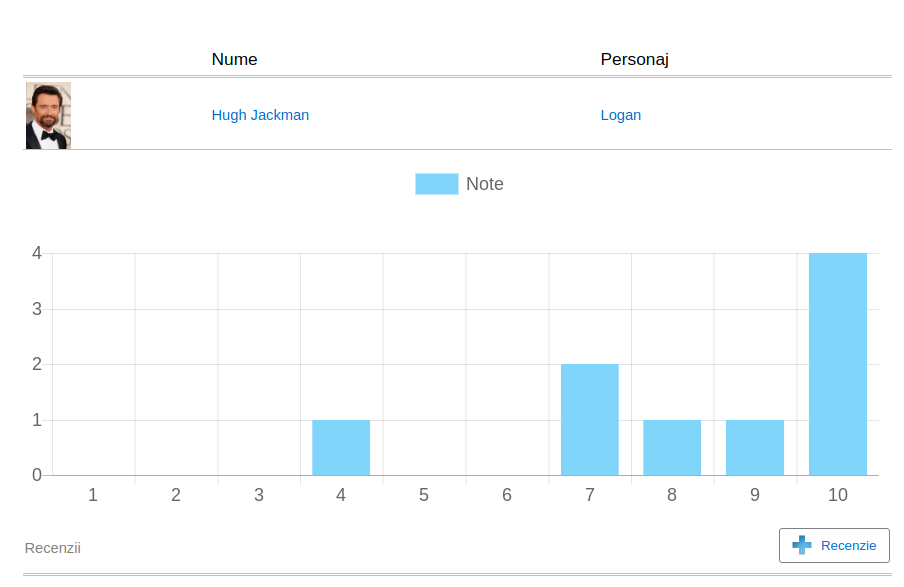 Nume Personaj
Hugh Jackman Logan
Note
4
3
2
1
0
1 2 3 4 5 6 7 8 9 10
Recenzii Recenzie